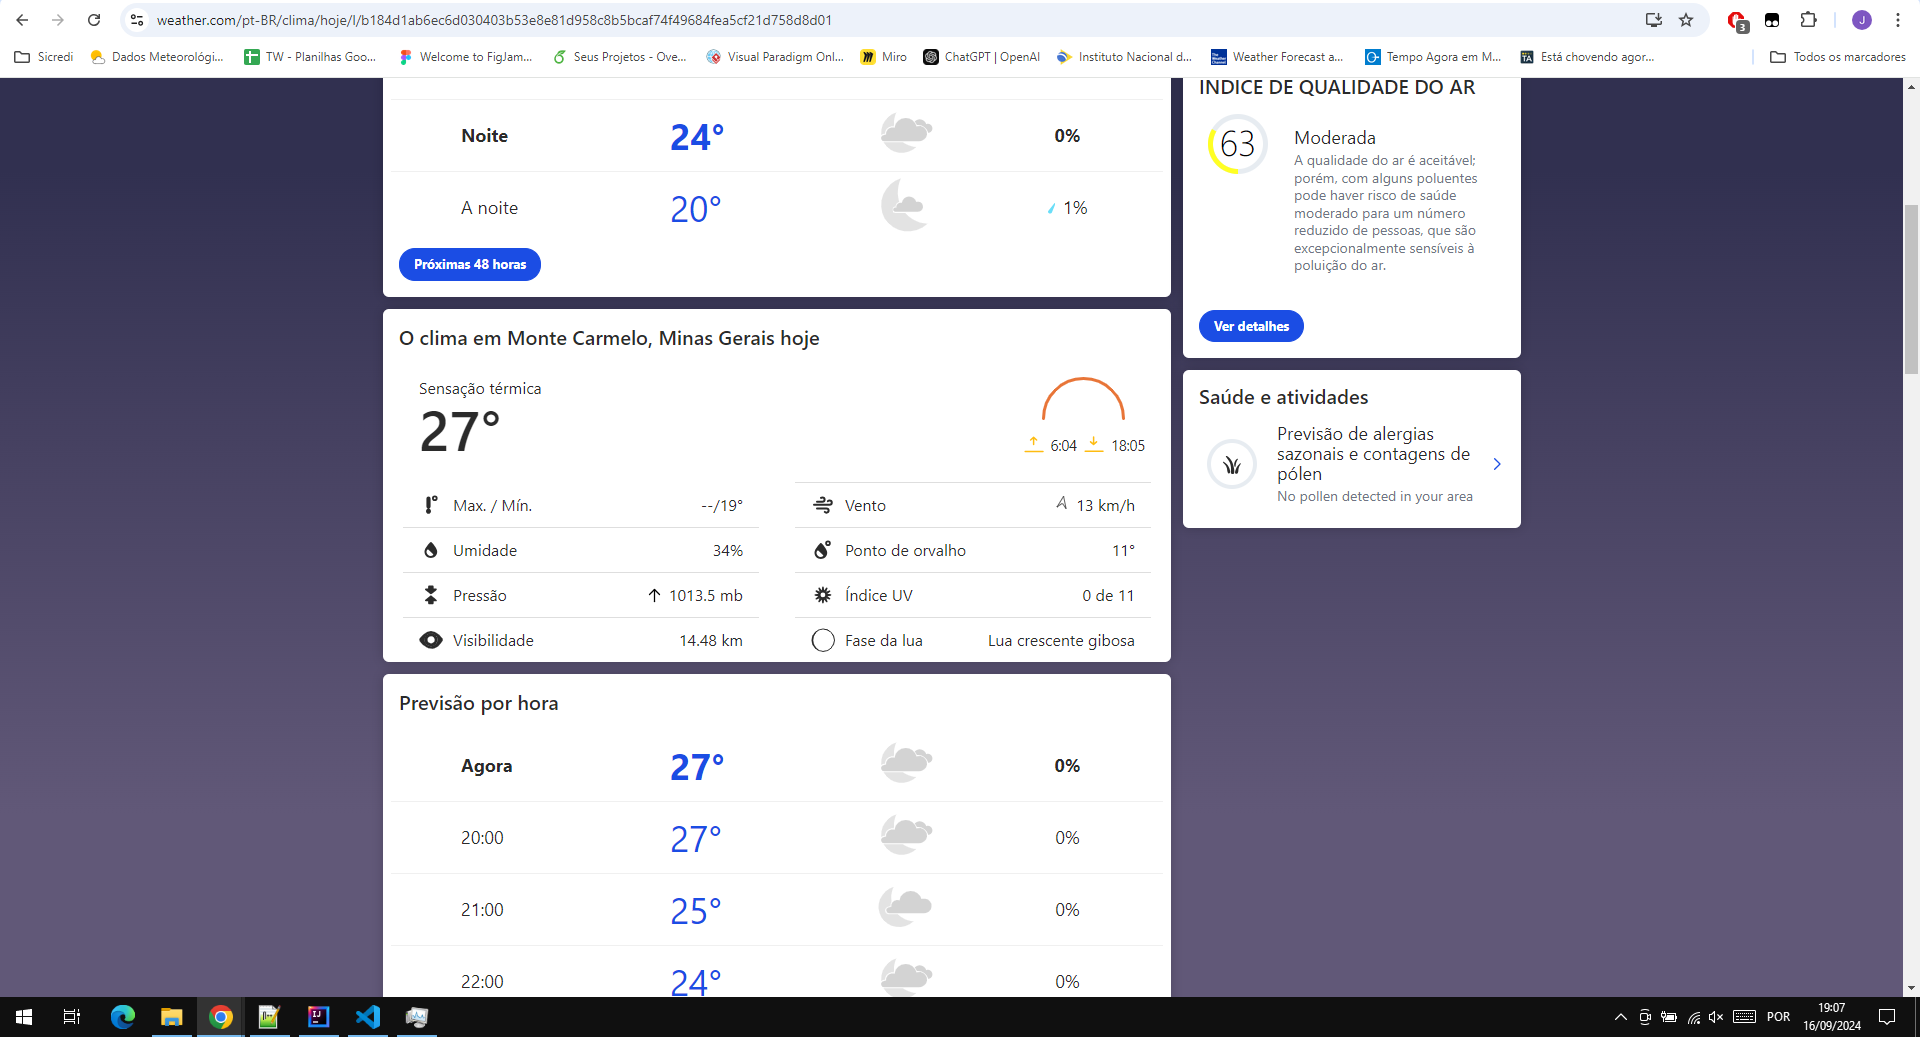 weather.com/pt-BR/clima/hoje/l/b184d1ab6ec6d030403b53e8e81d958c8b5bcaf74f49684fea5cf21d758d8d01
3
J
Sicredi
Dados Meteorológi...
TW - Planilhas Goo...
Welcome to FigJam...
Seus Projetos - Ove...
Visual Paradigm Onl...
Miro
ChatGPT | OpenAI
Instituto Nacional d...
Weather Forecast a...
Tempo Agora em M...
Está chovendo agor...
Todos os marcadores
Noite 24° 0%
A noite 20° 1%
Próximas 48 horas
ÍNDICE DE QUALIDADE DO AR
63
Moderada
A qualidade do ar é aceitável;
porém, com alguns poluentes
pode haver risco de saúde
moderado para um número
reduzido de pessoas, que são
excepcionalmente sensíveis à
poluição do ar.
Ver detalhes
O clima em Monte Carmelo, Minas Gerais hoje
Sensação térmica
27°
6:04 18:05
Max. / Mín. --/19°
Vento 13 km/h
Umidade 34%
Ponto de orvalho 11°
Pressão 1013.5 mb
Índice UV 0 de 11
Visibilidade 14.48 km
Fase da lua Lua crescente gibosa
Saúde e atividades
Previsão de alergias
sazonais e contagens de
pólen
No pollen detected in your area
Previsão por hora
Agora 27° 0%
20:00 27° 0%
21:00 25° 0%
22:00 24° 0%
POR
19:07
16/09/2024